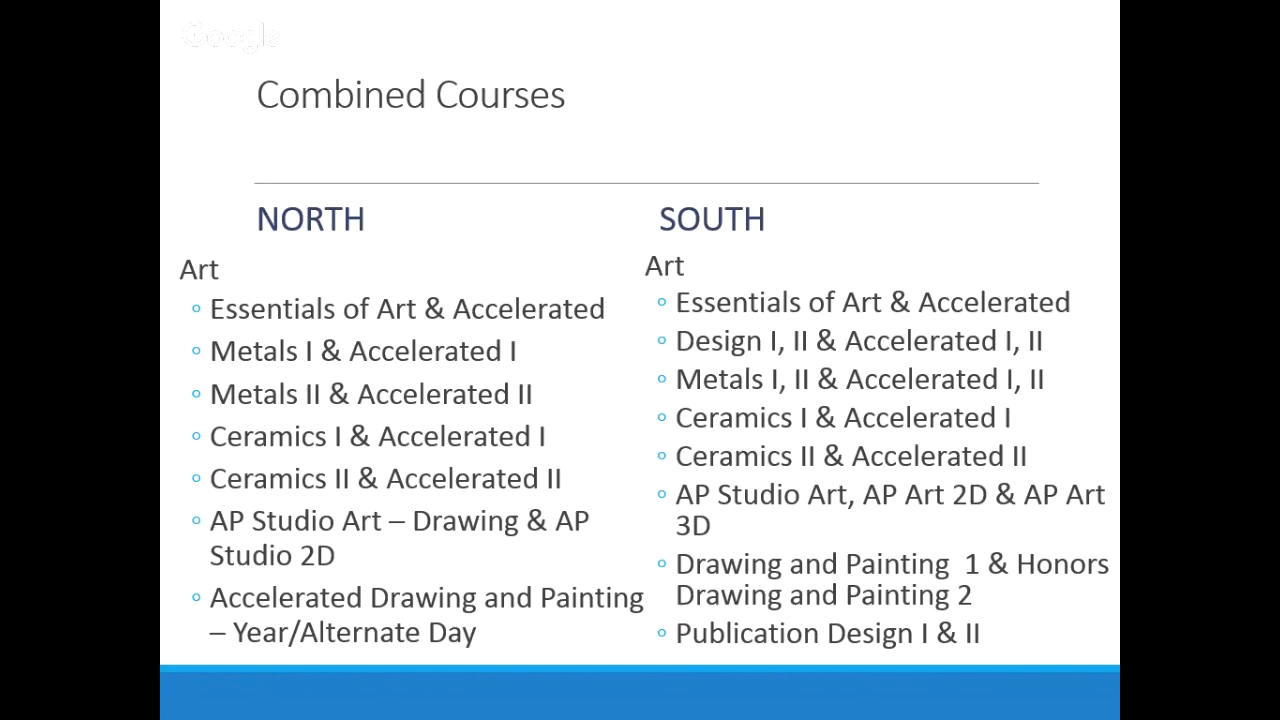 Google
Combined Courses
NORTH
Art
◦ Essentials of Art & Accelerated
◦ Metals I & Accelerated I
◦ Metals II & Accelerated II
◦ Ceramics I & Accelerated I
◦ Ceramics II & Accelerated II
◦ AP Studio Art – Drawing & AP
Studio 2D
◦ Accelerated Drawing and Painting
– Year/Alternate Day
SOUTH
Art
◦ Essentials of Art & Accelerated
◦ Design I, II & Accelerated I, II
◦ Metals I, II & Accelerated I, II
◦ Ceramics I & Accelerated I
◦ Ceramics II & Accelerated II
◦ AP Studio Art, AP Art 2D & AP Art
3D
◦ Drawing and Painting  1 & Honors
Drawing and Painting 2
◦ Publication Design I & II